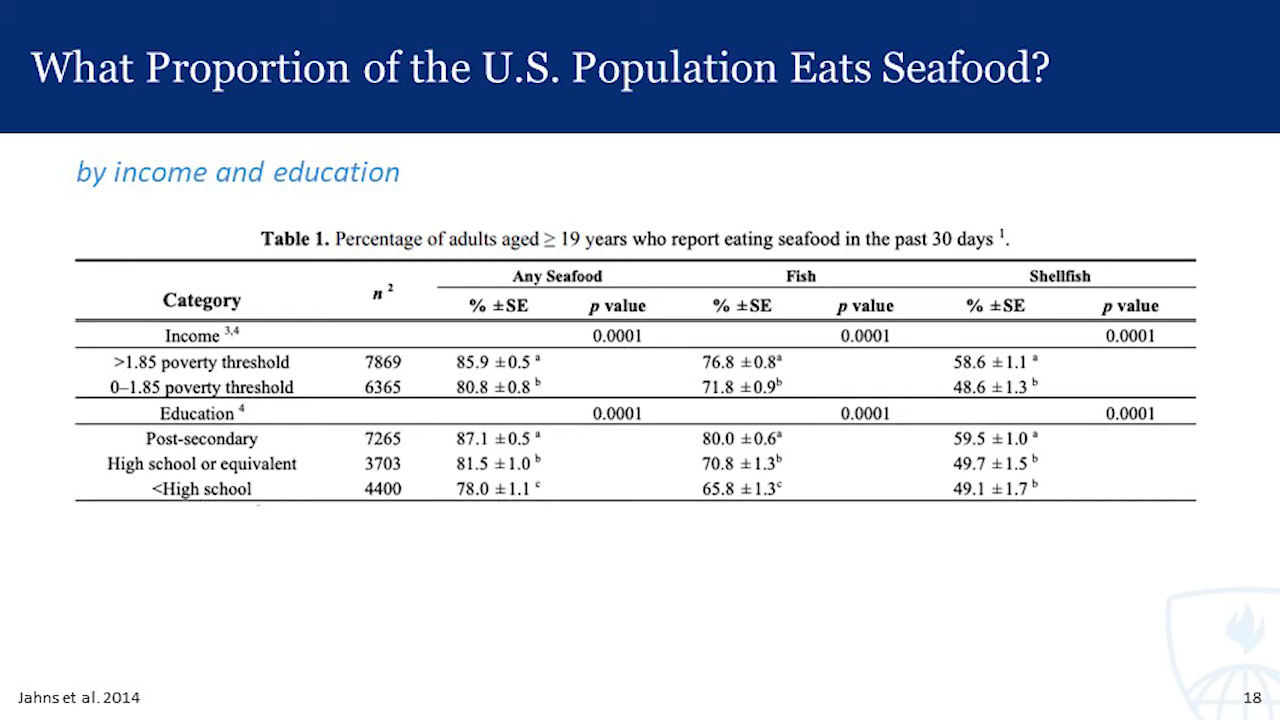 What Proportion of the U.S. Population Eats Seafood?
by income and education
Table 1. Percentage of adults aged ≥ 19 years who report eating seafood in the past 30 days 1.
Category n 2 Any Seafood Fish Shellfish
% ±SE p value % ±SE p value % ±SE p value
Income 3,4 0.0001 0.0001 0.0001
>1.85 poverty threshold 7869 85.9 ±0.5 a 76.8 ±0.8a 58.6 ±1.1 a
0–1.85 poverty threshold 6365 80.8 ±0.8 b 71.8 ±0.9b 48.6 ±1.3 b
Education 4 0.0001 0.0001 0.0001
Post-secondary 7265 87.1 ±0.5 a 80.0 ±0.6a 59.5 ±1.0 a
High school or equivalent 3703 81.5 ±1.0 b 70.8 ±1.3b 49.7 ±1.5 b
<High school 4400 78.0 ±1.1 c 65.8 ±1.3c 49.1 ±1.7 b
Jahns et al. 2014
18